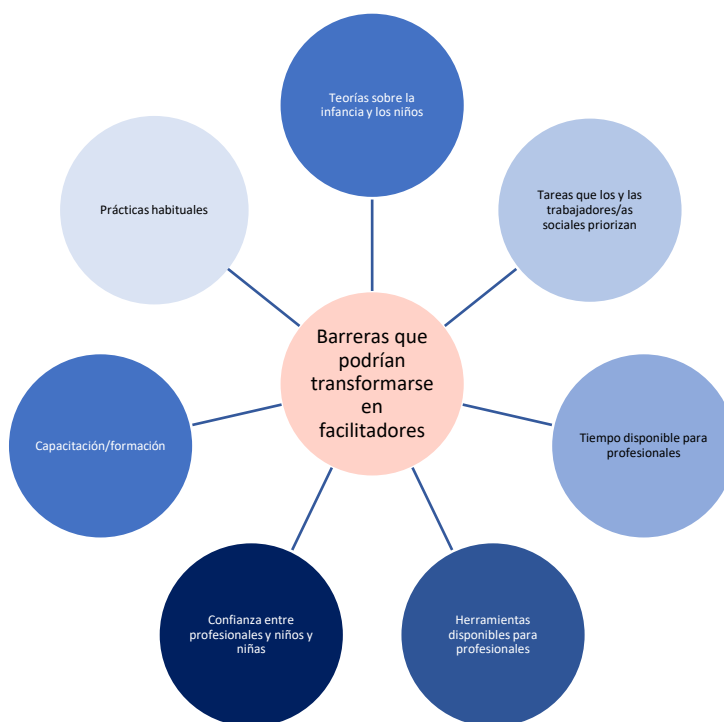 Teorías sobre la
infancia y los niños
Tareas que los y las
trabajadores/as
sociales priorizan
Prácticas habituales
Barreras que
podrían
transformarse
en
facilitadores
Tiempo disponible para
profesionales
Capacitación/formación
Confianza entre
profesionales y niños y
niñas
Herramientas
disponibles para
profesionales